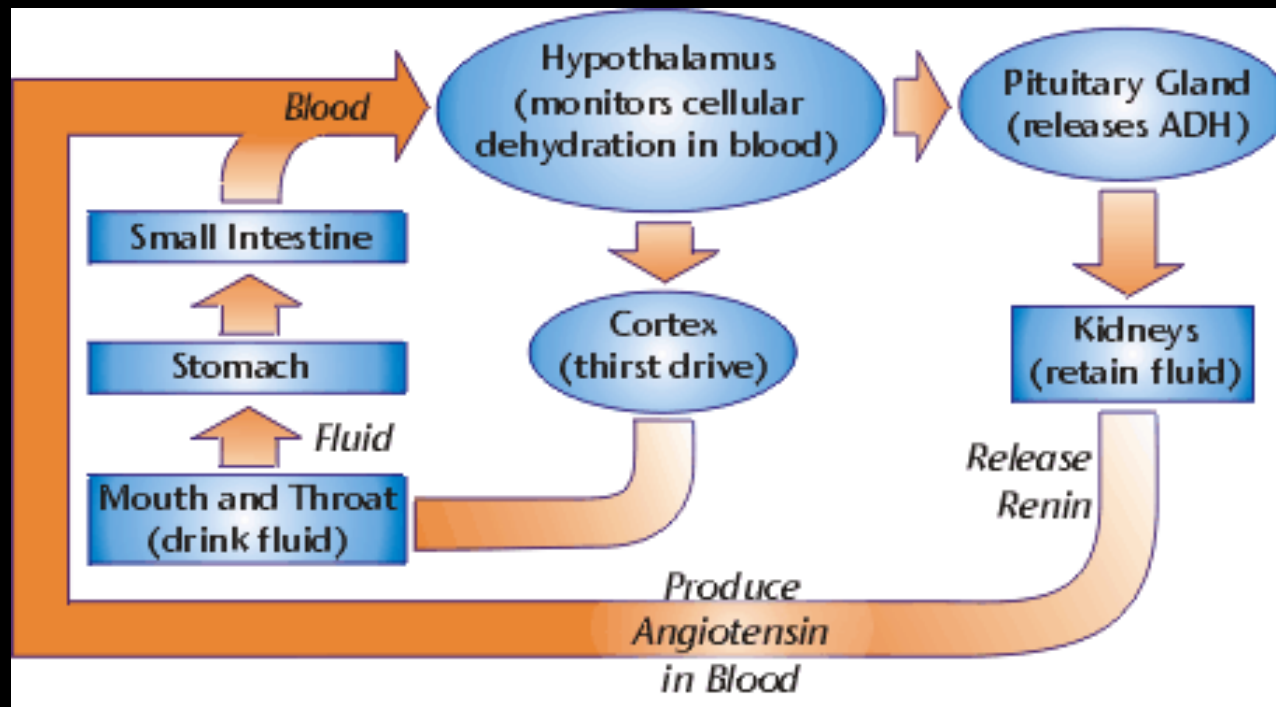 Hypothalamus
(monitors cellular
dehydration in blood)
Pituitary Gland
(releases ADH)
Blood
Small Intestine
Stomach
Fluid
Mouth and Throat
(drink fluid)
Cortex
(thirst drive)
Kidneys
(retain fluid)
Release
Renin
Produce
Angiotensin
in Blood